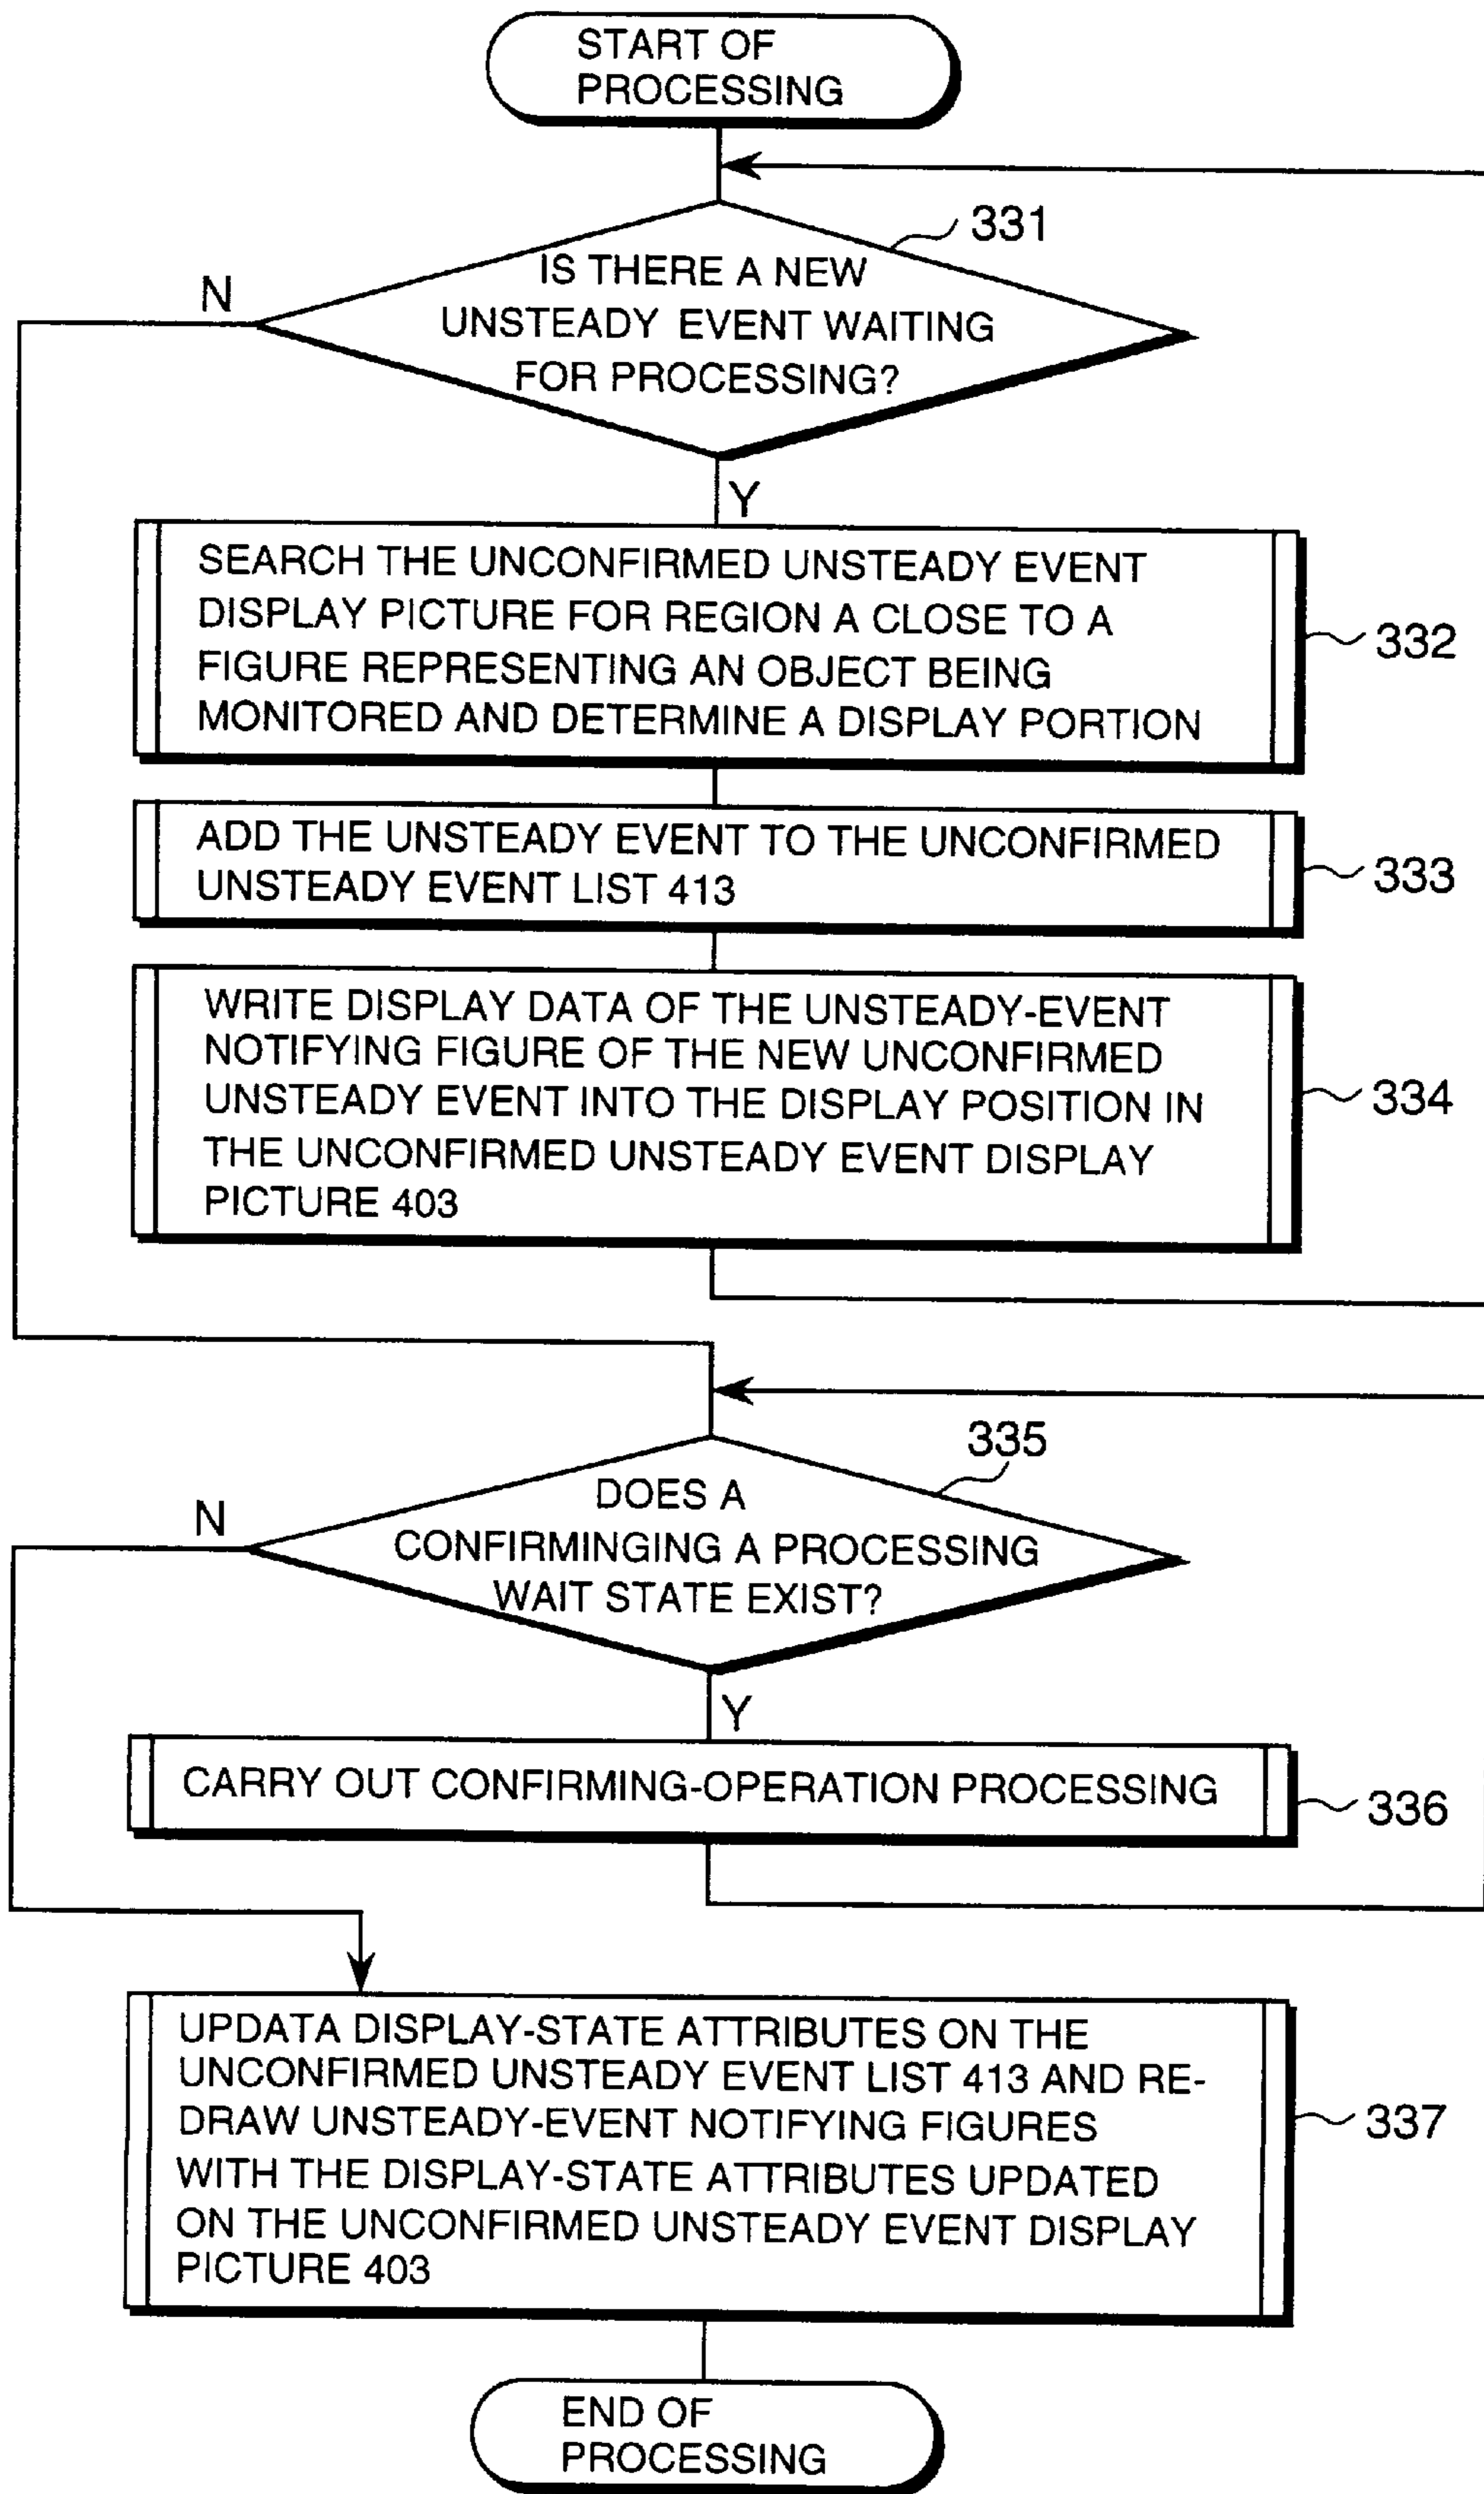 START OF
PROCESSING
331
N
IS THERE A NEW
UNSTEADY EVENT WAITING
FOR PROCESSING?
Y
SEARCH THE UNCONFIRMED UNSTEADY EVENT
DISPLAY PICTURE FOR REGION A CLOSE TO A
FIGURE REPRESENTING AN OBJECT BEING
MONITORED AND DETERMINE A DISPLAY PORTION
332
ADD THE UNSTEADY EVENT TO THE UNCONFIRMED
UNSTEADY EVENT LIST 413
333
WRITE DISPLAY DATA OF THE UNSTEADY-EVENT
NOTIFYING FIGURE OF THE NEW UNCONFIRMED
UNSTEADY EVENT INTO THE DISPLAY POSITION IN
THE UNCONFIRMED UNSTEADY EVENT DISPLAY
PICTURE 403
334
335
N
DOES A
CONFIRMINGING A PROCESSING
WAIT STATE EXIST?
Y
CARRY OUT CONFIRMING-OPERATION PROCESSING
336
UPDATA DISPLAY-STATE ATTRIBUTES ON THE
UNCONFIRMED UNSTEADY EVENT LIST 413 AND RE-
DRAW UNSTEADY-EVENT NOTIFYING FIGURES
WITH THE DISPLAY-STATE ATTRIBUTES UPDATED
ON THE UNCONFIRMED UNSTEADY EVENT DISPLAY
PICTURE 403
337
END OF
PROCESSING